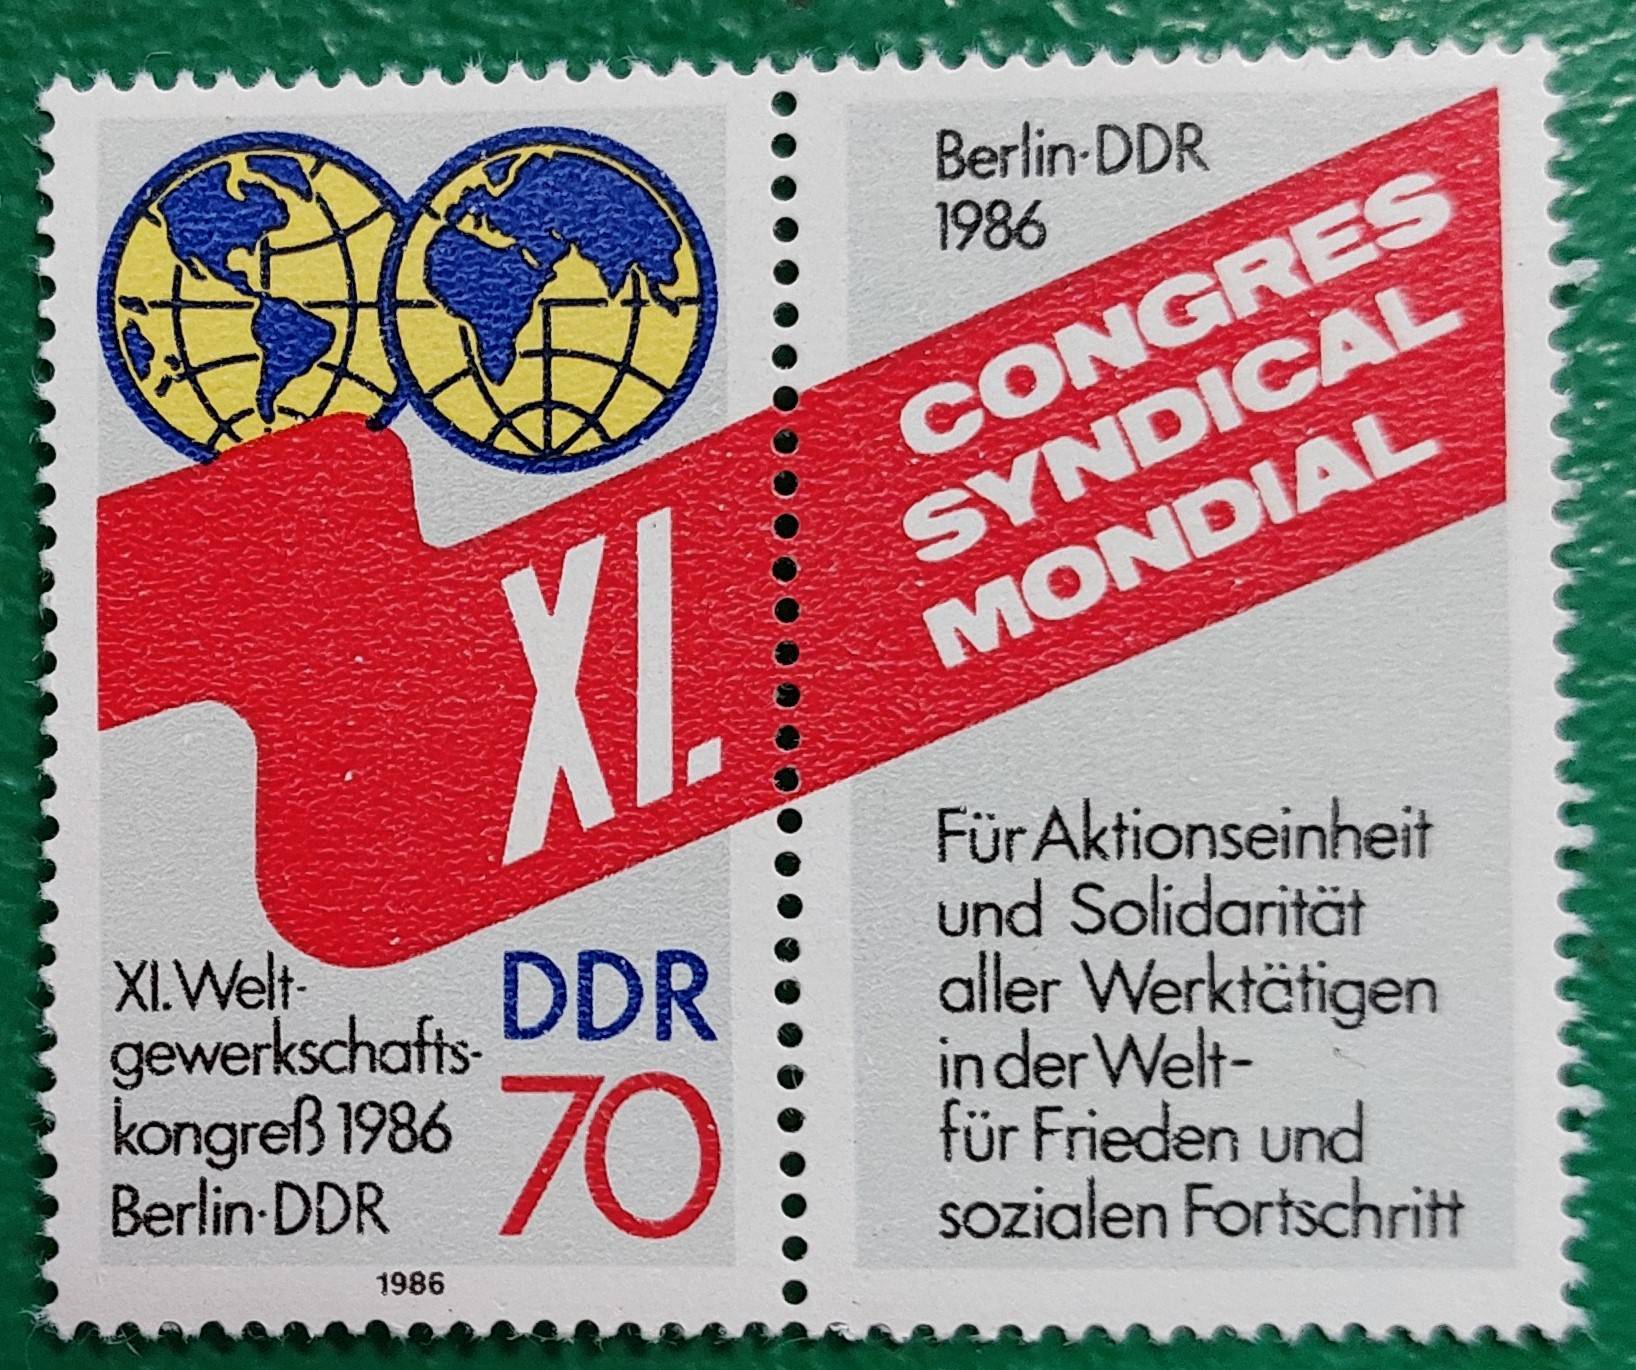 XI.
XI. Welt-
gewerkschafts-
kongreß 1986
Berlin·DDR
DDR
70
1986
Berlin·DDR
1986
CONGRES
SYNDICAL
MONDIAL
Für Aktionseinheit
und Solidarität
aller Werktätigen
in der Welt-
für Frieden und
sozialen Fortschritt